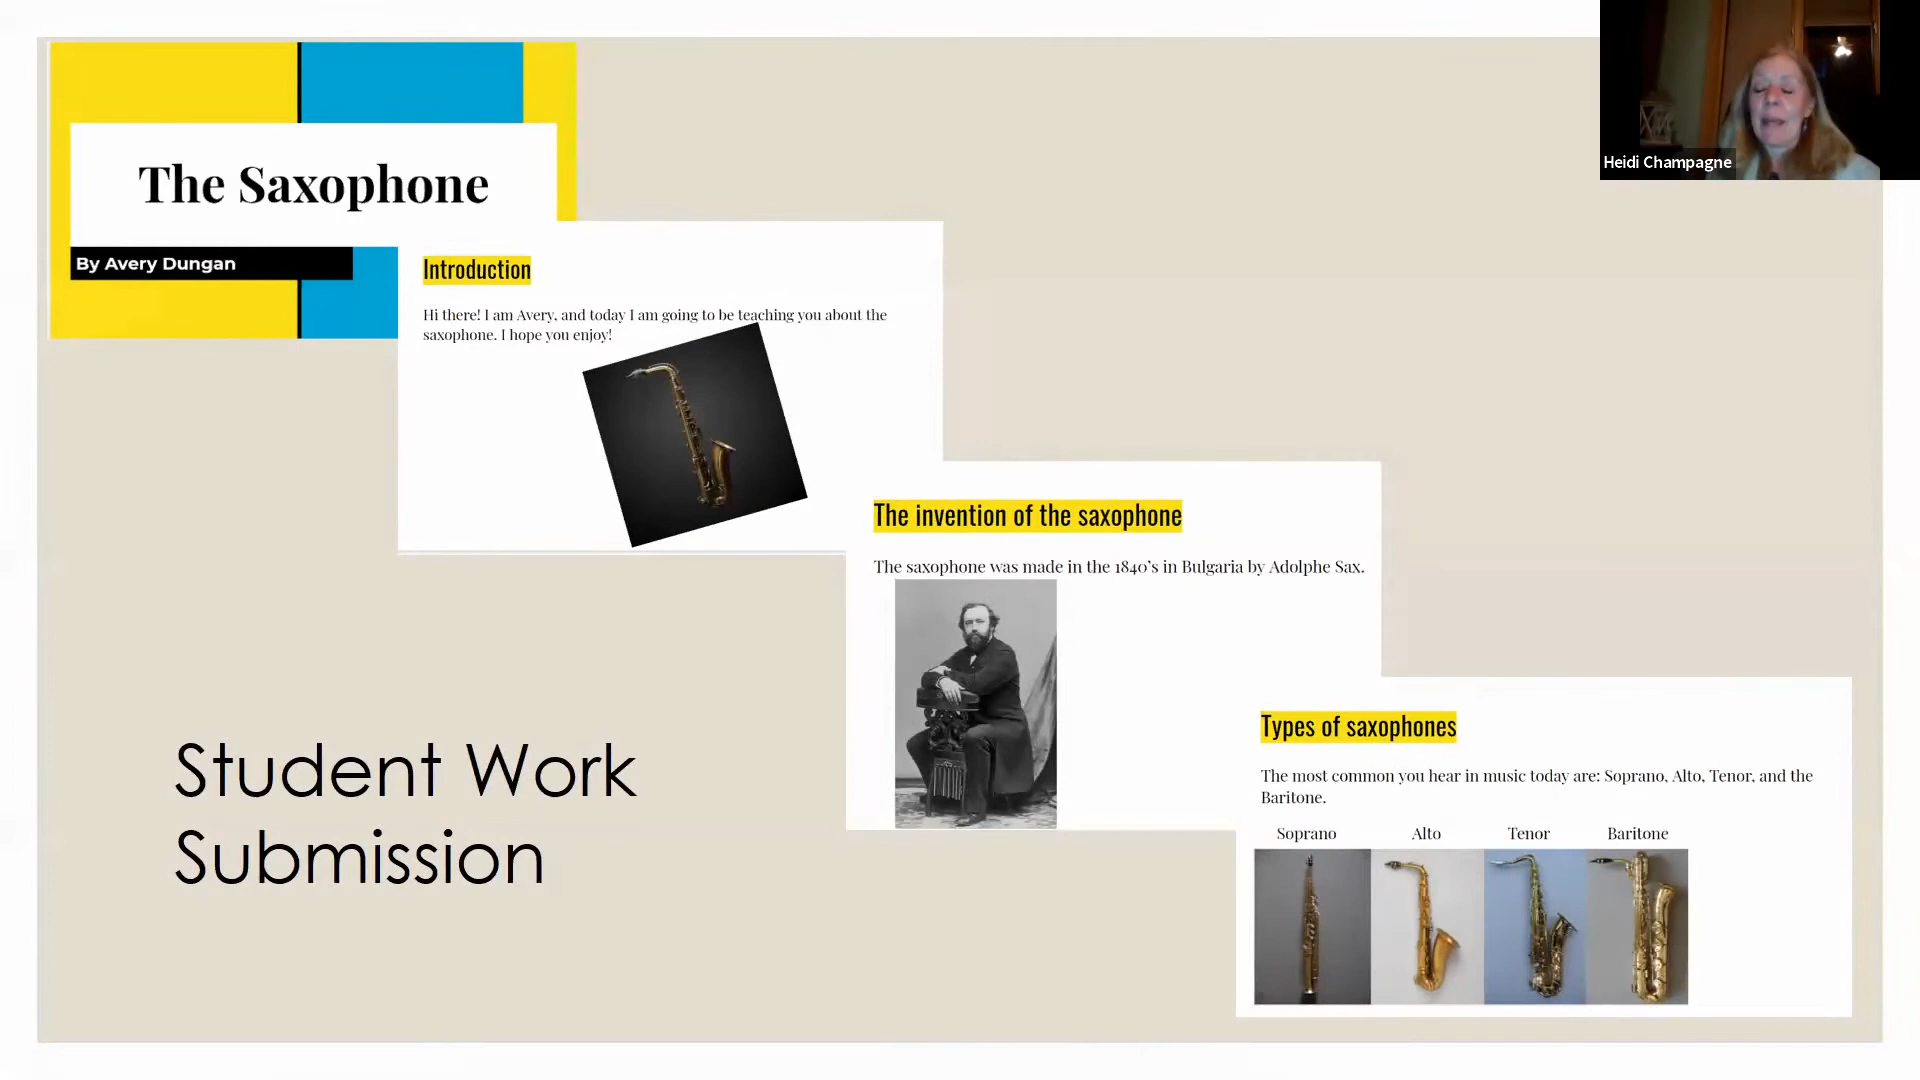 The Saxophone
By Avery Dungan
Introduction
Hi there! I am Avery, and today I am going to be teaching you about the
saxophone. I hope you enjoy!
The invention of the saxophone
The saxophone was made in the 1840's in Bulgaria by Adolphe Sax.
Types of saxophones
The most common you hear in music today are: Soprano, Alto, Tenor, and the
Baritone.
Soprano Alto Tenor Baritone
Student Work
Submission
Heidi Champagne